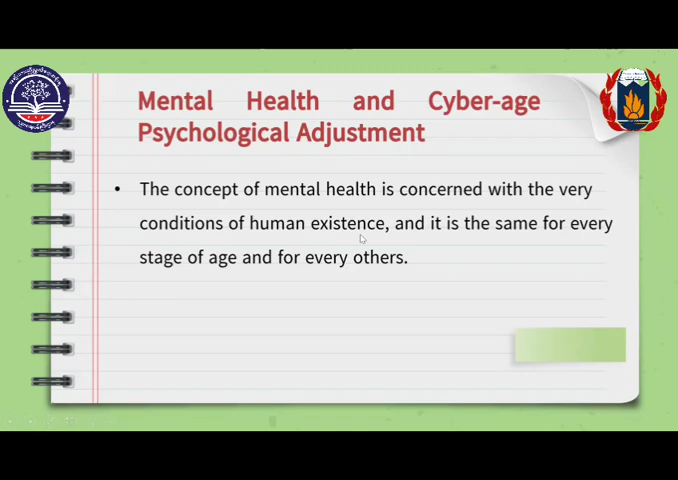 Mental Health and Cyber-age
Psychological Adjustment
• The concept of mental health is concerned with the very
conditions of human existence, and it is the same for every
stage of age and for every others.